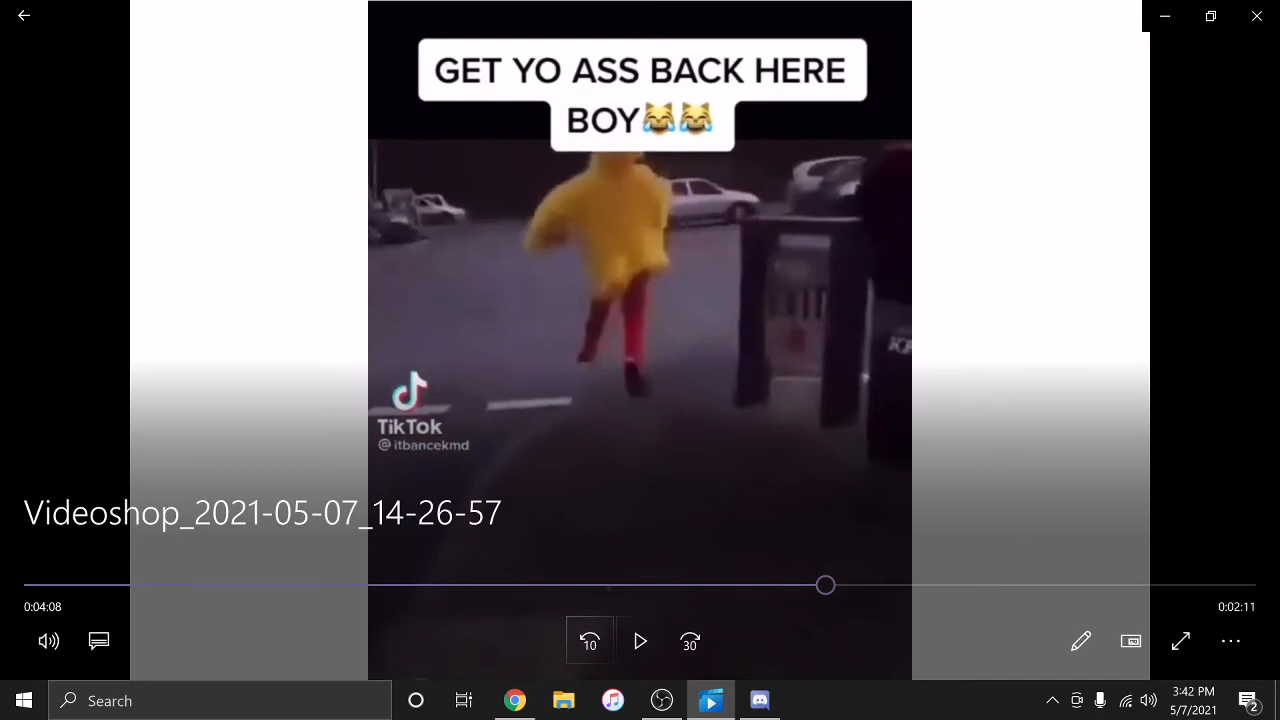 GET YO ASS BACK HERE
BOY😹😹
TikTok
@itbancekmd
Videoshop_2021-05-07_14-26-57
0:04:08
0:02:11
10
30
Search
3:42 PM
5/7/2021
2